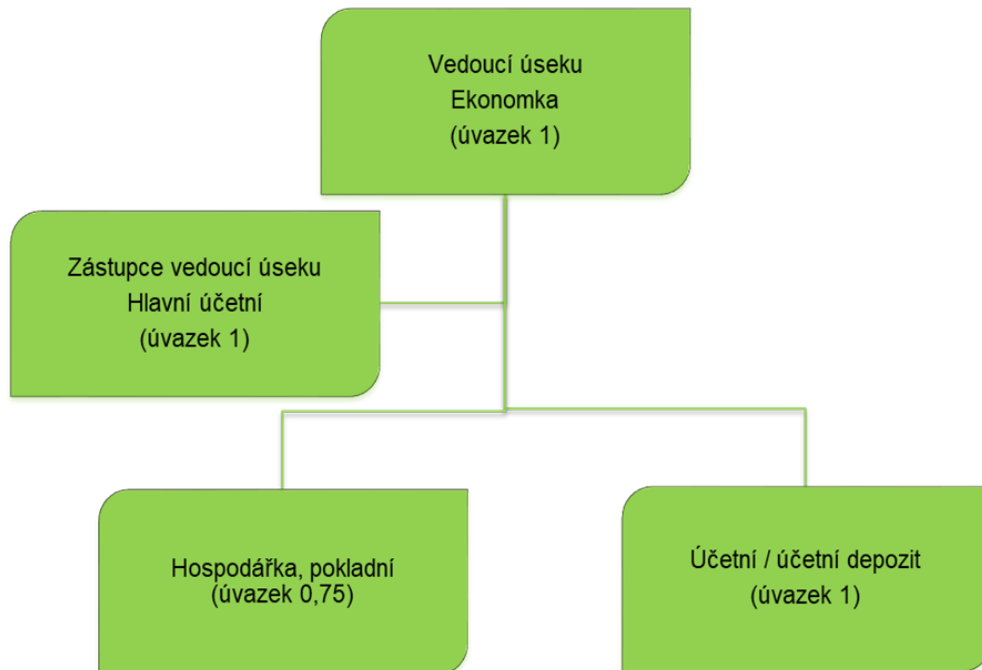 Vedoucí úseku
Ekonomka
(úvazek 1)
Zástupce vedoucí úseku
Hlavní účetní
(úvazek 1)
Hospodářka, pokladní
(úvazek 0,75)
Účetní / účetní depozit
(úvazek 1)